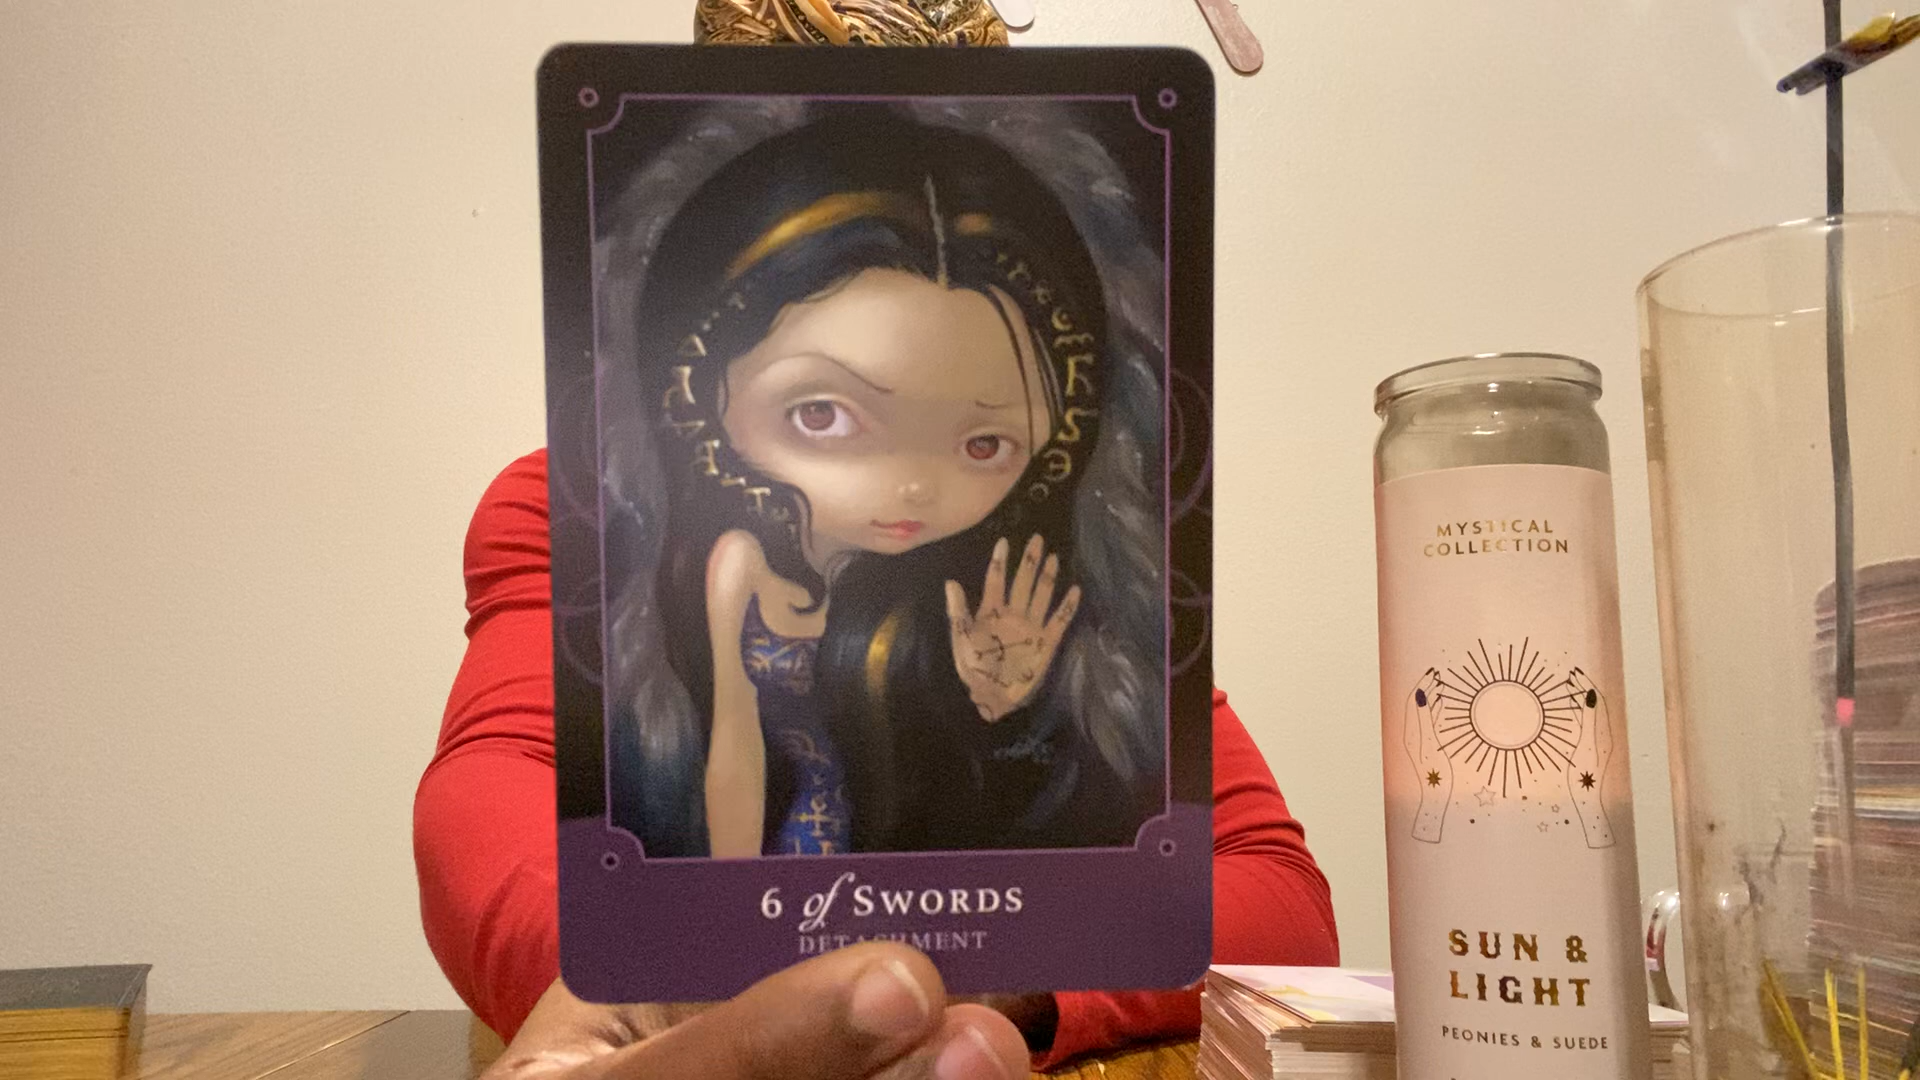 6 of SWORDS
DETACHMENT
MYSTICAL
COLLECTION
SUN &
LIGHT
PEONIES & SUEDE